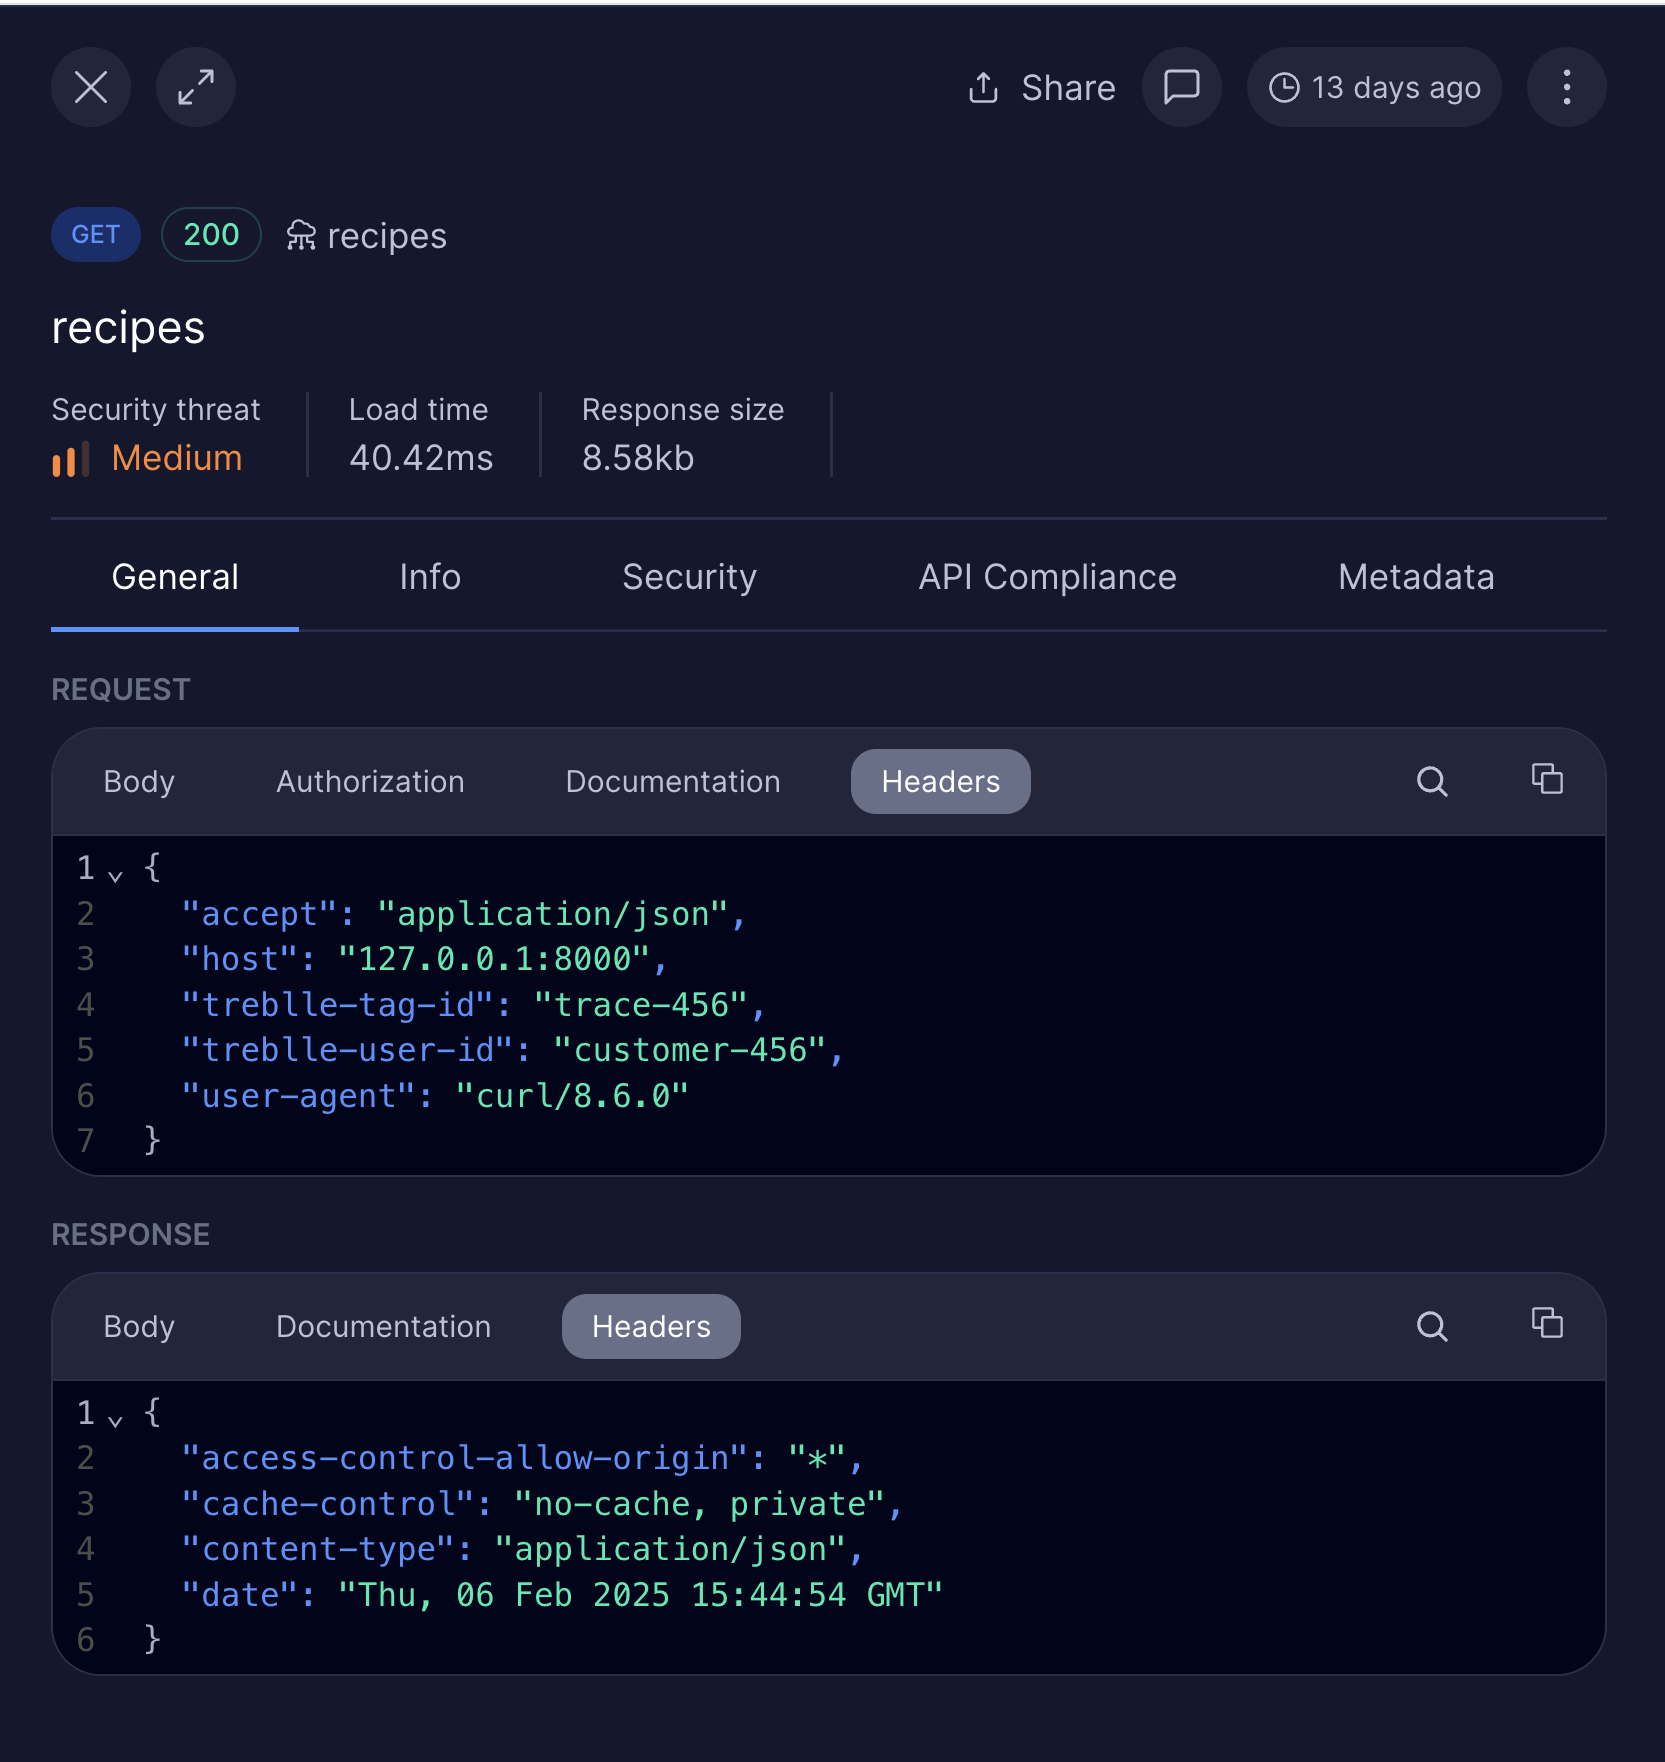 Share 13 days ago
GET 200 recipes
recipes
Security threat Load time Response size
Medium 40.42ms 8.58kb
General Info Security API Compliance Metadata
REQUEST
Body Authorization Documentation Headers
1 {
2 "accept": "application/json",
3 "host": "127.0.0.1:8000",
4 "treblle-tag-id": "trace-456",
5 "treblle-user-id": "customer-456",
6 "user-agent": "curl/8.6.0"
7 }
RESPONSE
Body Documentation Headers
1 {
2 "access-control-allow-origin": "*",
3 "cache-control": "no-cache, private",
4 "content-type": "application/json",
5 "date": "Thu, 06 Feb 2025 15:44:54 GMT"
6 }